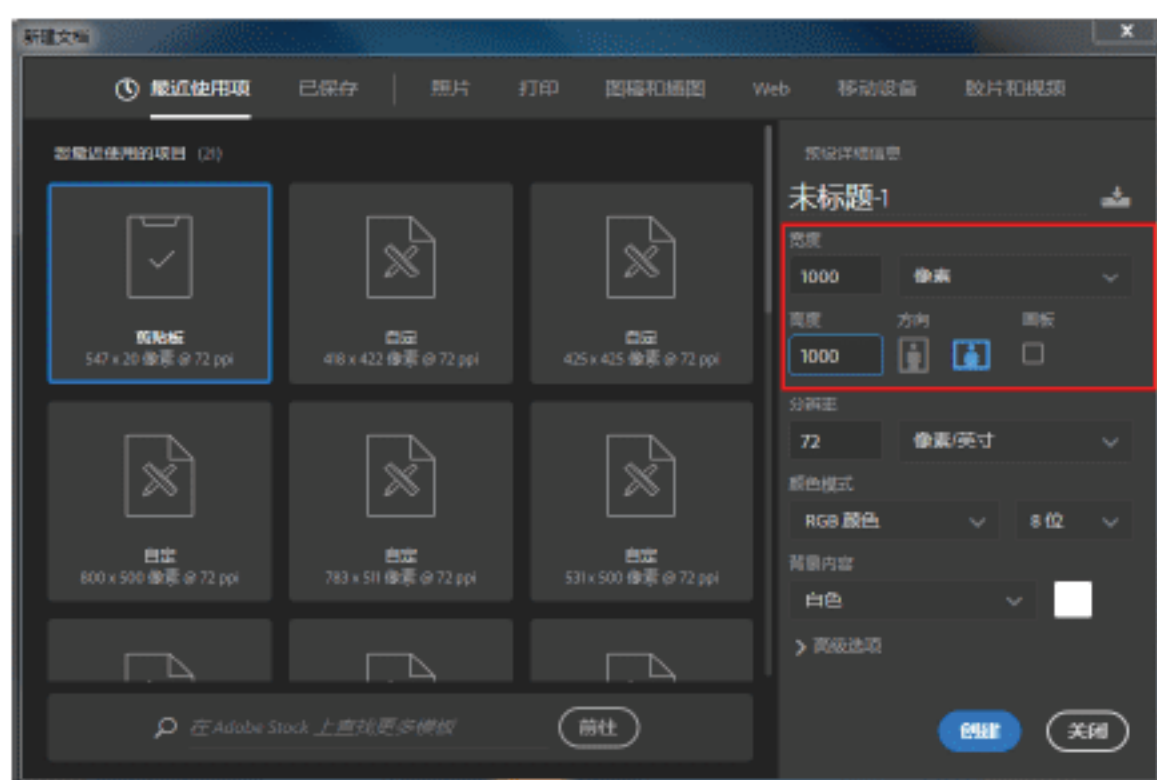 新建文档
最近使用项 已保存 照片 打印 图稿和插图 Web 移动设备 胶片和视频
您最近使用的项目 (21)
剪贴板
547 x 20 像素 @ 72 ppi
自定
418 x 422 像素 @ 72 ppi
自定
425 x 425 像素 @ 72 ppi
自定
800 x 500 像素 @ 72 ppi
自定
783 x 511 像素 @ 72 ppi
自定
531 x 500 像素 @ 72 ppi
在 Adobe Stock 上查找更多模板 前往
预设详细信息
未标题-1
宽度
1000 像素
高度 方向 画板
1000
分辨率
72 像素/英寸
颜色模式
RGB 颜色 8 位
背景内容
白色
高级选项
创建 关闭